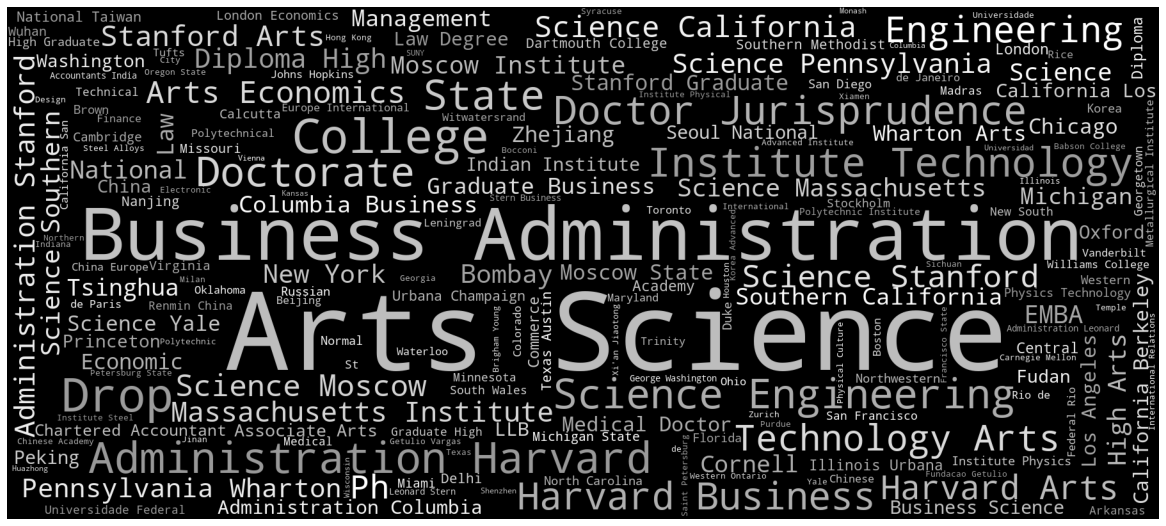 National Taiwan
London Economics
Management
Syracuse
Science California
Monash
Engineering
Universidade
Wuhan
Stanford Arts
Hong Kong
Law Degree
Dartmouth College
Southern Methodist
Columbia
London
Rice
High Graduate
Tufts
SUNY
Washington
City
Diploma High
Moscow Institute
Science Pennsylvania
de Janeiro
Science
Diploma
Accountants India
Oregon State
Johns Hopkins
Stanford Graduate
San Diego
California Los
Technical
Arts Economics
State
Institute Physical
Xiamen
Madras
Design
Brown
Finance
Calcutta
Europe International
Doctor Jurisprudence
Korea
Cambridge
Law
Polytechnical
College
Witwatersrand
Zhejiang
Seoul National
Advanced Institute
Wharton Arts
Chicago
Steel Alloys
Missouri
Vienna
Bocconi
Indian Institute
Institute Technology
Universidad
Babson College
National
Doctorate
Graduate Business
Science Massachusetts
Illinois
Michigan
Georgetown
Metallurgical Institute
China
Electronic
Kansas
Stern Business
Stockholm
Nanjing
Columbia Business
Leningrad
Toronto
International
Polytechnic Institute
New South
Administration Stanford
Science Southern
California San
Business Administration
Oxford
Indiana
Northern
Korea Advanced
Vanderbilt
China Europe
Virginia
Georgia
Sichuan
Williams College
Milan
New York
Bombay
Moscow State
Science Stanford
Western
Tsinghua
Oklahoma
Russian
Academy
Houston
Physics Technology
de Paris
Renmin China
Beijing
Urbana Champaign
Maryland
Duke
Southern California
EMBA
Temple
Science Yale
Arts Science
Commerce
Colorado
Texas Austin
Brigham Young
Xi'an Jiaotong
Administration Leonard
Princeton
Polytechnic
Normal
Waterloo
Trinity
Physical Culture
Boston
Francisco State
Central
Carnegie Mellon
International Relations
California Berkeley
Economic
St
Petersburg State
Minnesota
George Washington
Ohio
Northwestern
Fudan
Drop
Science Moscow
South Wales
Science Engineering
Rio de
Federal Rio
Los Angeles
High Arts
Institute Steel
Massachusetts Institute
Zurich
Purdue
San Francisco
Chartered Accountant
Associate Arts
Graduate High
LLB
Medical Doctor
Florida
Technology Arts
Chinese Academy
Jinan
Medical
Getulio Vargas
Michigan State
de
Peking
Administration Harvard
Texas
Cornell
Illinois Urbana
Institute Physics
Huazhong
Wisconsin
Miami
Delhi
North Carolina
Saint Petersburg
Western Ontario
Yale
Chinese
Fundacao Getulio
Pennsylvania Wharton
Ph
Leonard Stern
Shenzhen
Harvard Business
Harvard Arts
Universidade Federal
Administration Columbia
Business Science
Arkansas